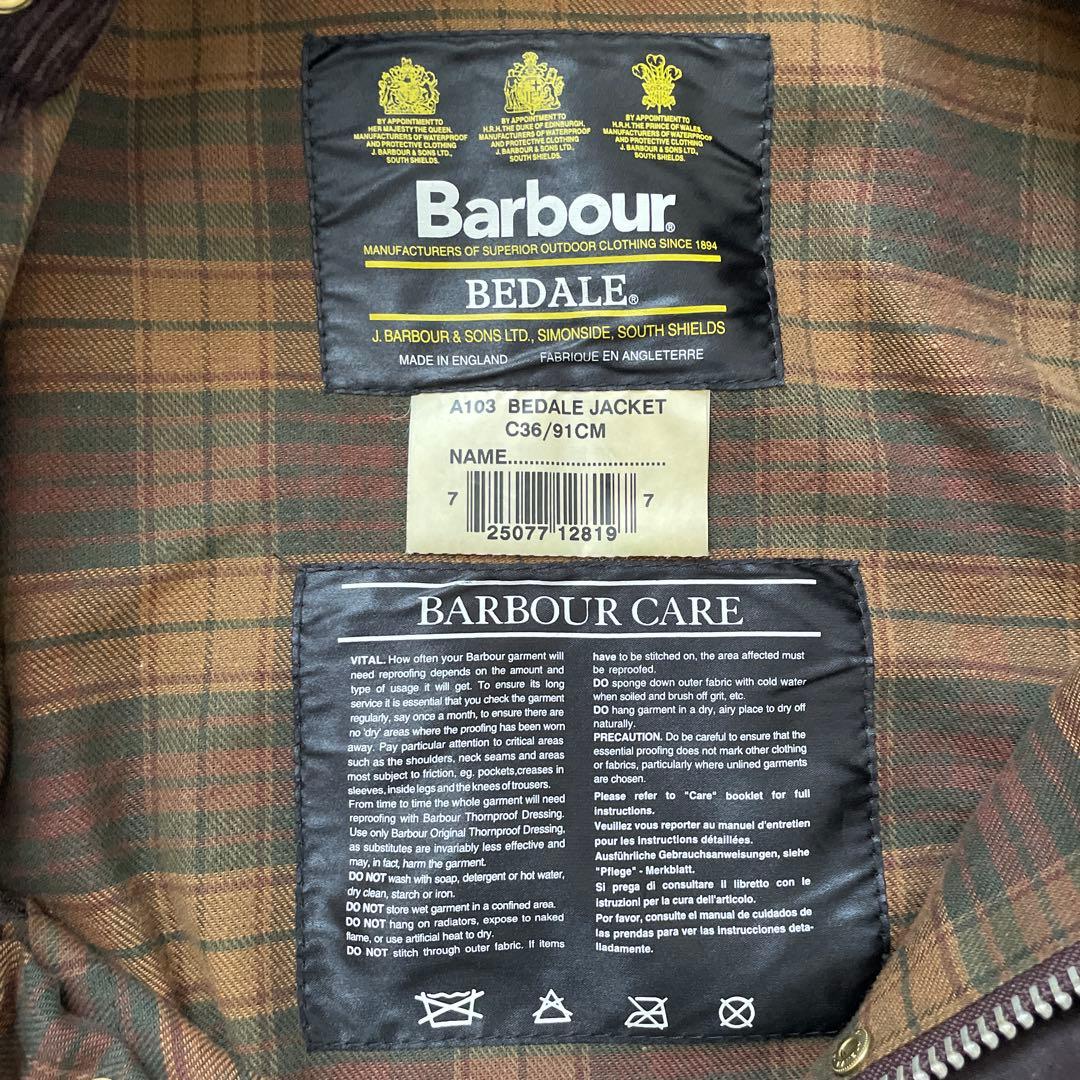 BY APPOINTMENT TO
HER MAJESTY THE QUEEN,
MANUFACTURERS OF WATERPROOF
AND PROTECTIVE CLOTHING
J. BARBOUR & SONS LTD.,
SOUTH SHIELDS.
BY APPOINTMENT TO
H.R.H. THE DUKE OF EDINBURGH,
MANUFACTURERS OF WATERPROOF
AND PROTECTIVE CLOTHING
J. BARBOUR & SONS LTD.,
SOUTH SHIELDS.
BY APPOINTMENT TO
H.R.H. THE PRINCE OF WALES,
MANUFACTURERS OF WATERPROOF
AND PROTECTIVE CLOTHING
J. BARBOUR & SONS LTD.,
SOUTH SHIELDS.
Barbour®
MANUFACTURERS OF SUPERIOR OUTDOOR CLOTHING SINCE 1894
BEDALE®
J. BARBOUR & SONS LTD., SIMONSIDE, SOUTH SHIELDS
MADE IN ENGLAND FABRIQUE EN ANGLETERRE
A103 BEDALE JACKET
C36/91CM
NAME............................
7 25077 12819 7
BARBOUR CARE
VITAL. How often your Barbour garment will
need reproofing depends on the amount and
type of usage it will get. To ensure its long
service it is essential that you check the garment
regularly, say once a month, to ensure there are
no 'dry' areas where the proofing has been worn
away. Pay particular attention to critical areas
such as the shoulders, neck seams and areas
most subject to friction, eg. pockets,creases in
sleeves, inside legs and the knees of trousers.
From time to time the whole garment will need
reproofing with Barbour Thornproof Dressing.
Use only Barbour Original Thornproof Dressing,
as substitutes are invariably less effective and
may, in fact, harm the garment.
DO NOT wash with soap, detergent or hot water,
dry clean, starch or iron.
DO NOT store wet garment in a confined area.
DO NOT hang on radiators, expose to naked
flame, or use artificial heat to dry.
DO NOT stitch through outer fabric. If items
have to be stitched on, the area affected must
be reproofed.
DO sponge down outer fabric with cold water
when soiled and brush off grit, etc.
DO hang garment in a dry, airy place to dry off
naturally.
PRECAUTION. Do be careful to ensure that the
essential proofing does not mark other clothing
or fabrics, particularly where unlined garments
are chosen.
Please refer to "Care" booklet for full
instructions.
Veuillez vous reporter au manuel d'entretien
pour les instructions détaillées.
Ausführliche Gebrauchsanweisungen, siehe
"Pflege" - Merkblatt.
Si prega di consultare Il libretto con le
istruzioni per la cura dell'articolo.
Por favor, consulte el manual de cuidados de
las prendas para ver las instrucciones deta-
lladamente.